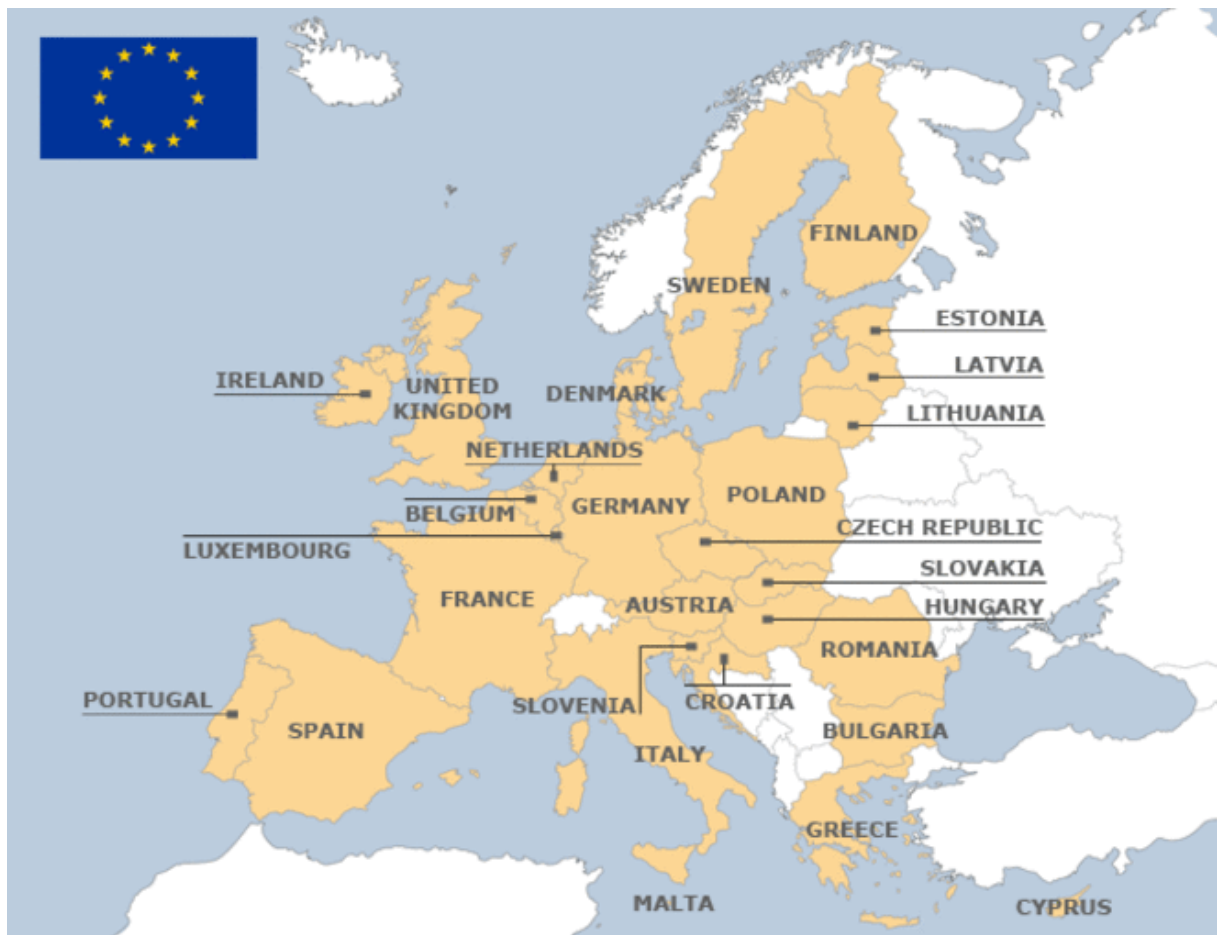 FINLAND
SWEDEN
ESTONIA
LATVIA
IRELAND
UNITED
KINGDOM
DENMARK
LITHUANIA
NETHERLANDS
POLAND
BELGIUM
GERMANY
CZECH REPUBLIC
LUXEMBOURG
SLOVAKIA
FRANCE
AUSTRIA
HUNGARY
ROMANIA
PORTUGAL
SLOVENIA
CROATIA
SPAIN
BULGARIA
ITALY
GREECE
MALTA
CYPRUS